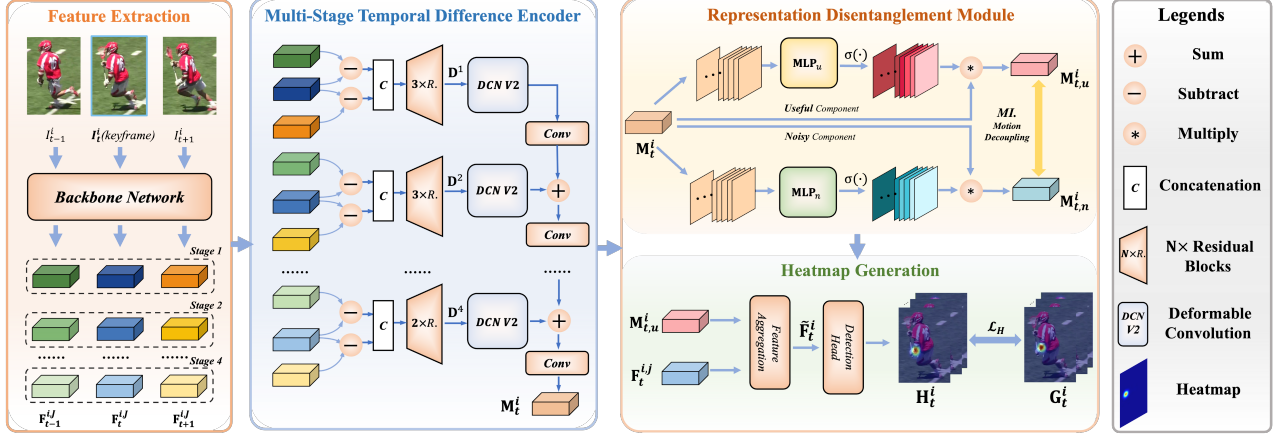 Feature Extraction
I^i_{t-1}
I^i_t(keyframe)
I^i_{t+1}
Backbone Network
Stage 1
Stage 2
......
......
......
Stage 4
F^{i,J}_{t-1}
F^{i,J}_t
F^{i,J}_{t+1}
Multi-Stage Temporal Difference Encoder
−
−
C
3×R.
D^1
DCN V2
Conv
−
−
C
3×R.
D^2
DCN V2
+
Conv
......
......
......
−
−
C
2×R.
D^4
DCN V2
+
Conv
M^i_t
Representation Disentanglement Module
MLP_u
σ(·)
*
M^i_{t,u}
Useful Component
Noisy Component
M^i_t
MI.
Motion
Decoupling
MLP_n
σ(·)
*
M^i_{t,n}
Heatmap Generation
M^i_{t,u}
F^{i,j}_t
Feature
Aggregation
F̃^i_t
Detection
Head
H^i_t
ℒ_H
G^i_t
Legends
+ Sum
− Subtract
* Multiply
C Concatenation
N×R. N× Residual
Blocks
DCN
V2
Deformable
Convolution
Heatmap